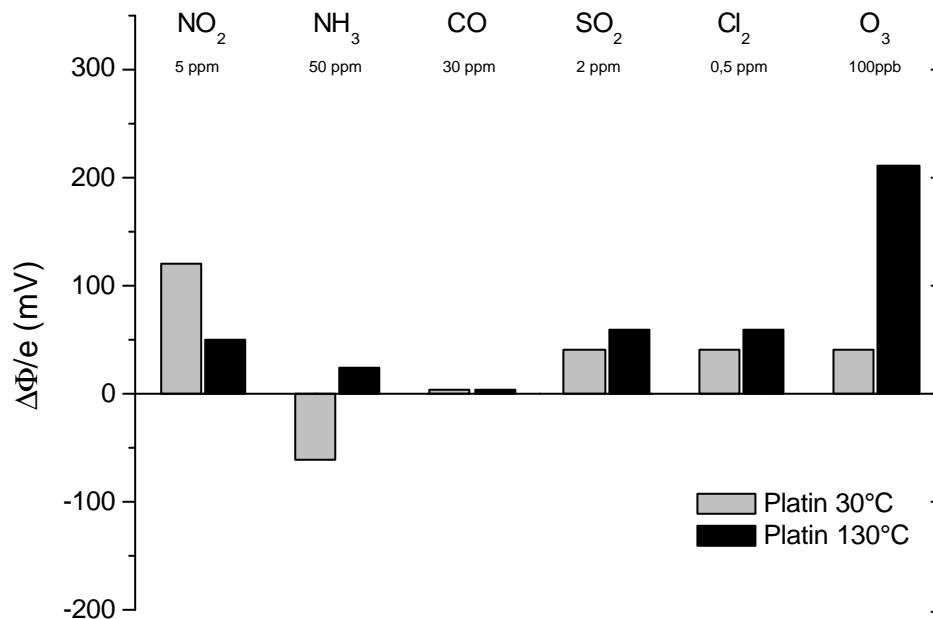 NO₂ NH₃ CO SO₂ Cl₂ O₃
5 ppm 50 ppm 30 ppm 2 ppm 0,5 ppm 100ppb
300
200
100
0
-100
-200
ΔΦ/e (mV)
Platin 30°C
Platin 130°C